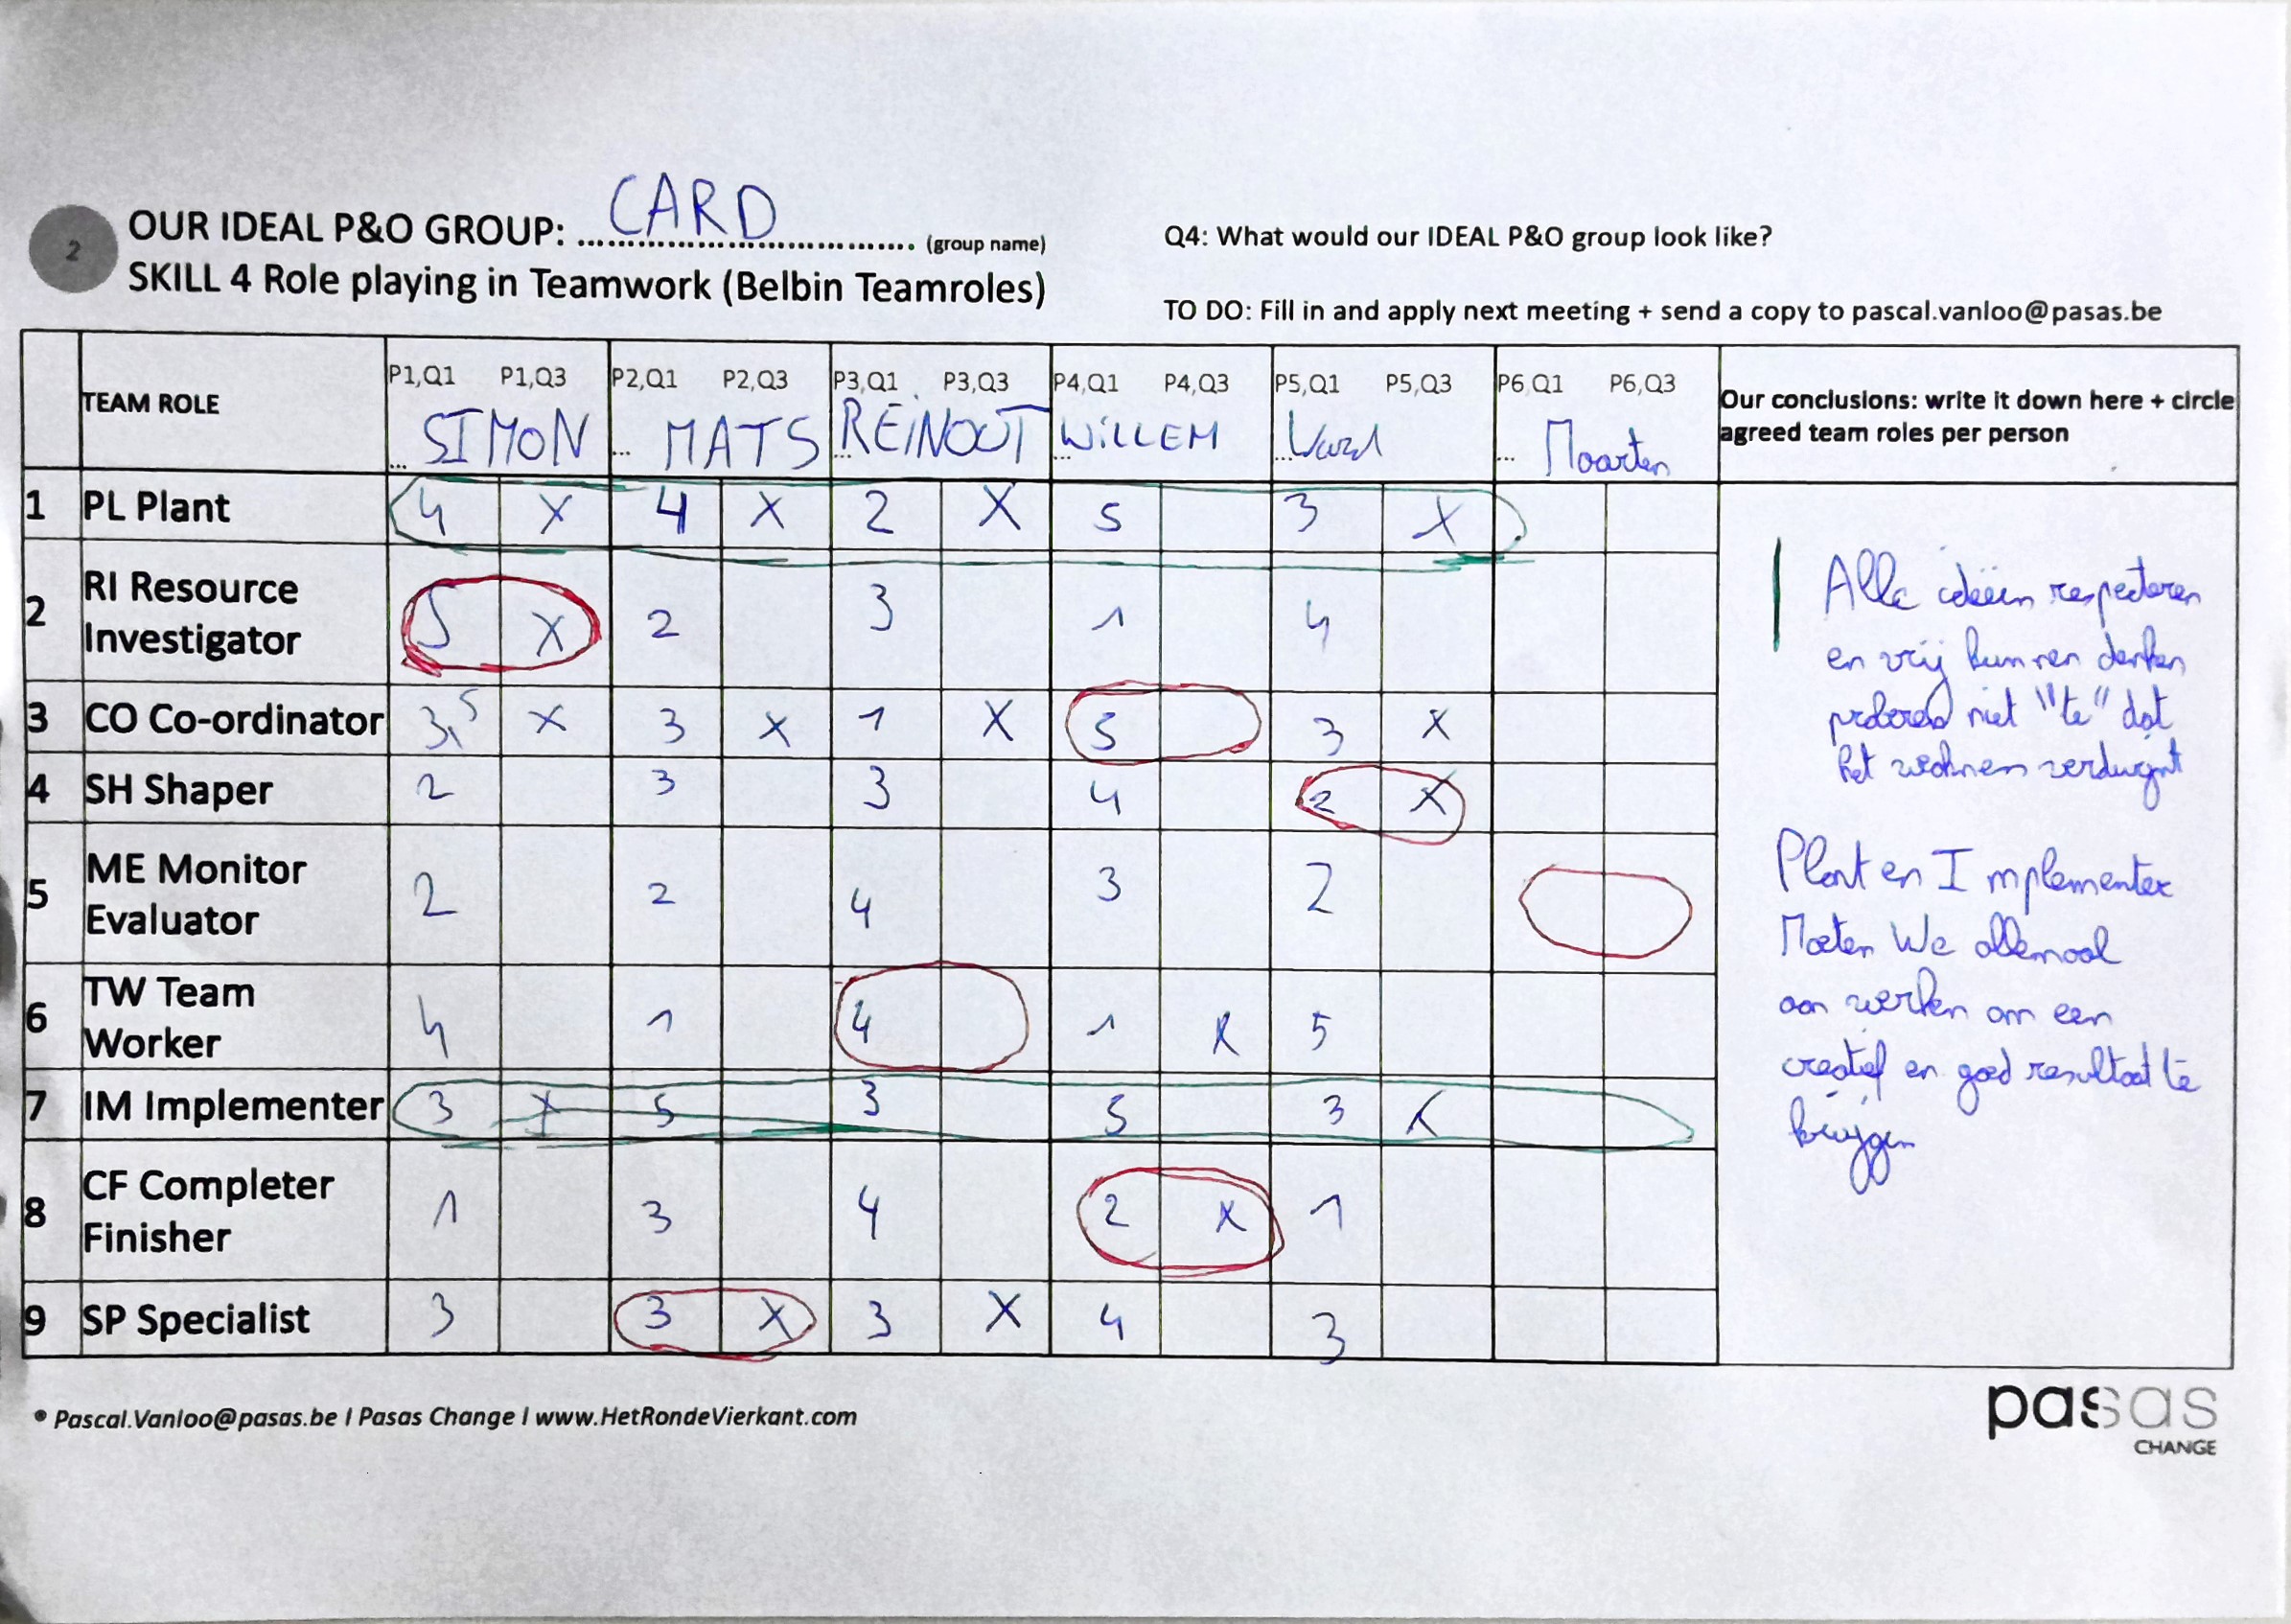 CARD
2
OUR IDEAL P&O GROUP: .................................. (group name)
SKILL 4 Role playing in Teamwork (Belbin Teamroles)
Q4: What would our IDEAL P&O group look like?
TO DO: Fill in and apply next meeting + send a copy to pascal.vanloo@pasas.be
TEAM ROLE
P1,Q1 P1,Q3 P2,Q1 P2,Q3 P3,Q1 P3,Q3 P4,Q1 P4,Q3 P5,Q1 P5,Q3 P6,Q1 P6,Q3
... SIMON ... MATS ... REINOUT ... WILLEM ... Ward ... Maarten
Our conclusions: write it down here + circle
agreed team roles per person
1 PL Plant 4 X 4 X 2 X 5 3 X
2 RI Resource
Investigator 5 X 2 3 1 4
3 CO Co-ordinator 3,5 X 3 X 1 X 5 3 X
4 SH Shaper 2 3 3 4 2 X
5 ME Monitor
Evaluator 2 2 4 3 2
6 TW Team
Worker 4 1 4 1 X 5
7 IM Implementer 3 X 5 3 5 3 X
8 CF Completer
Finisher 1 3 4 2 X 1
9 SP Specialist 3 3 X 3 X 4 3
Alle ideeën respecteren
en vrij kunnen denken
niet "te" dat
het verdwijnt
Plant en Implementer
Moeten We allemaal
aan werken om een
creatief en goed resultaat te
krijgen
• Pascal.Vanloo@pasas.be I Pasas Change I www.HetRondeVierkant.com
pasas
CHANGE